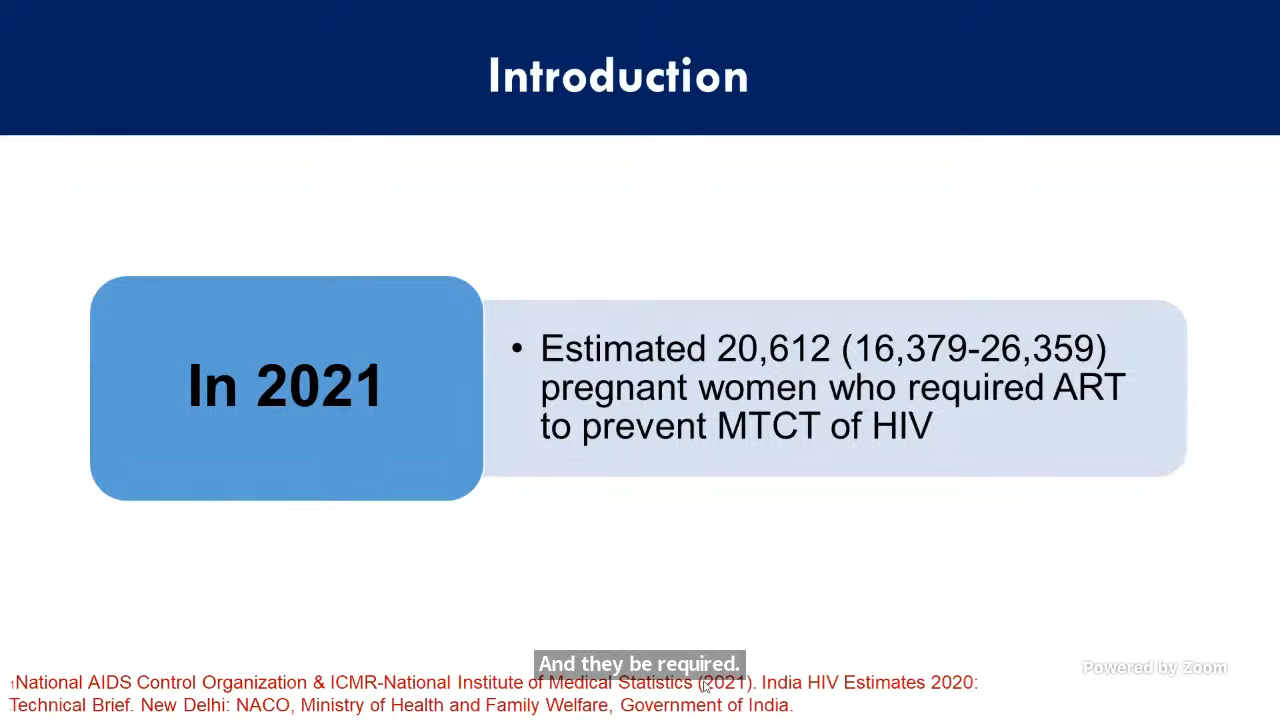 Introduction
In 2021
• Estimated 20,612 (16,379-26,359)
pregnant women who required ART
to prevent MTCT of HIV
And they be required.
Powered by Zoom
1National AIDS Control Organization & ICMR-National Institute of Medical Statistics (2021). India HIV Estimates 2020:
Technical Brief. New Delhi: NACO, Ministry of Health and Family Welfare, Government of India.